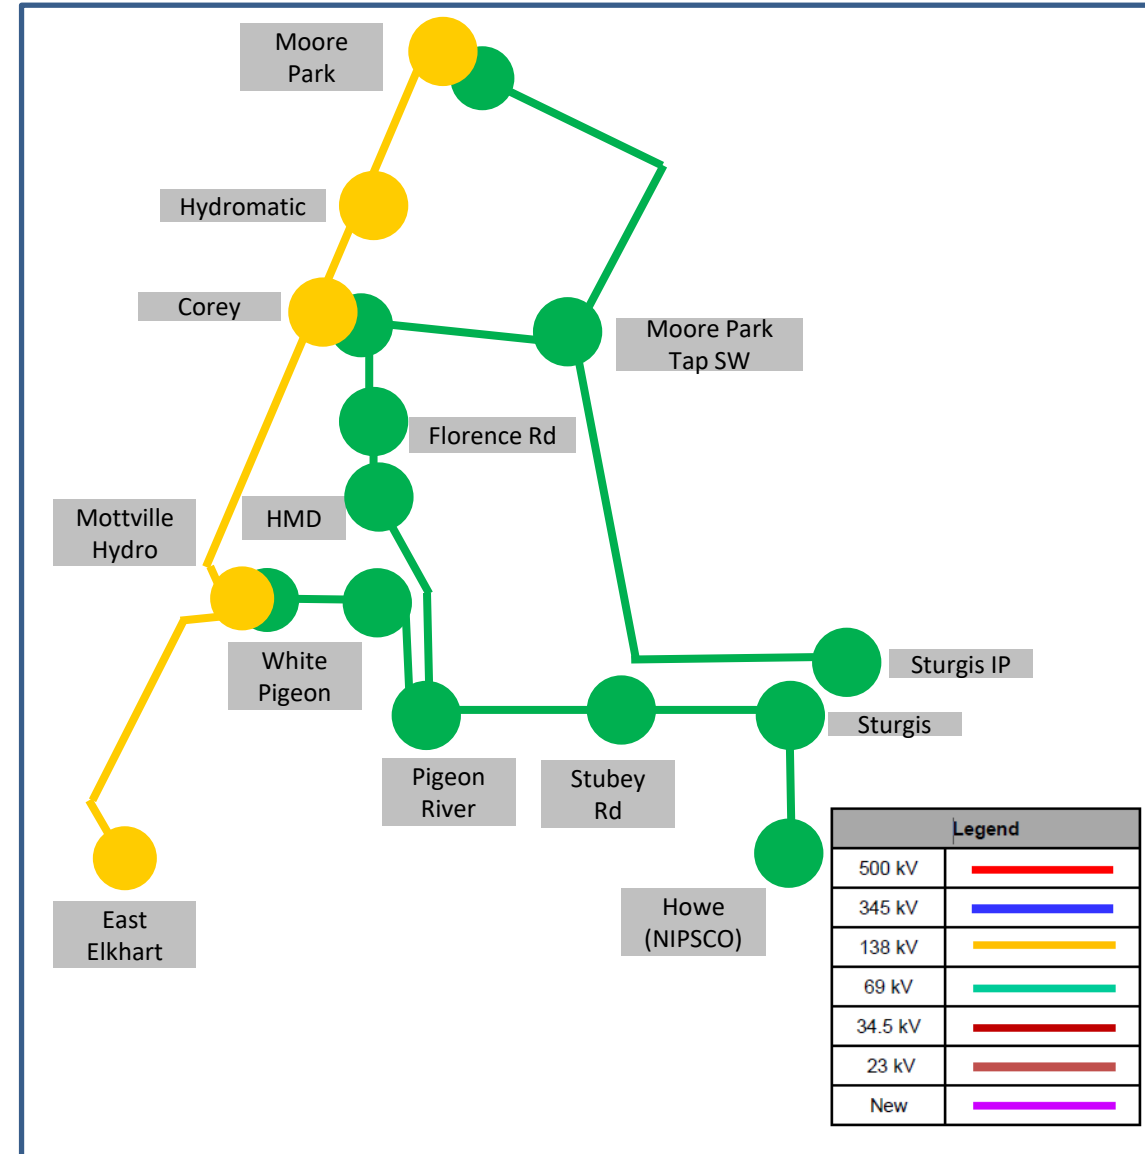 Moore
Park
Hydromatic
Corey
Moore Park
Tap SW
Florence Rd
Mottville
Hydro
HMD
White
Pigeon
Sturgis IP
Sturgis
Pigeon
River
Stubey
Rd
East
Elkhart
Howe
(NIPSCO)
Legend
500 kV
345 kV
138 kV
69 kV
34.5 kV
23 kV
New